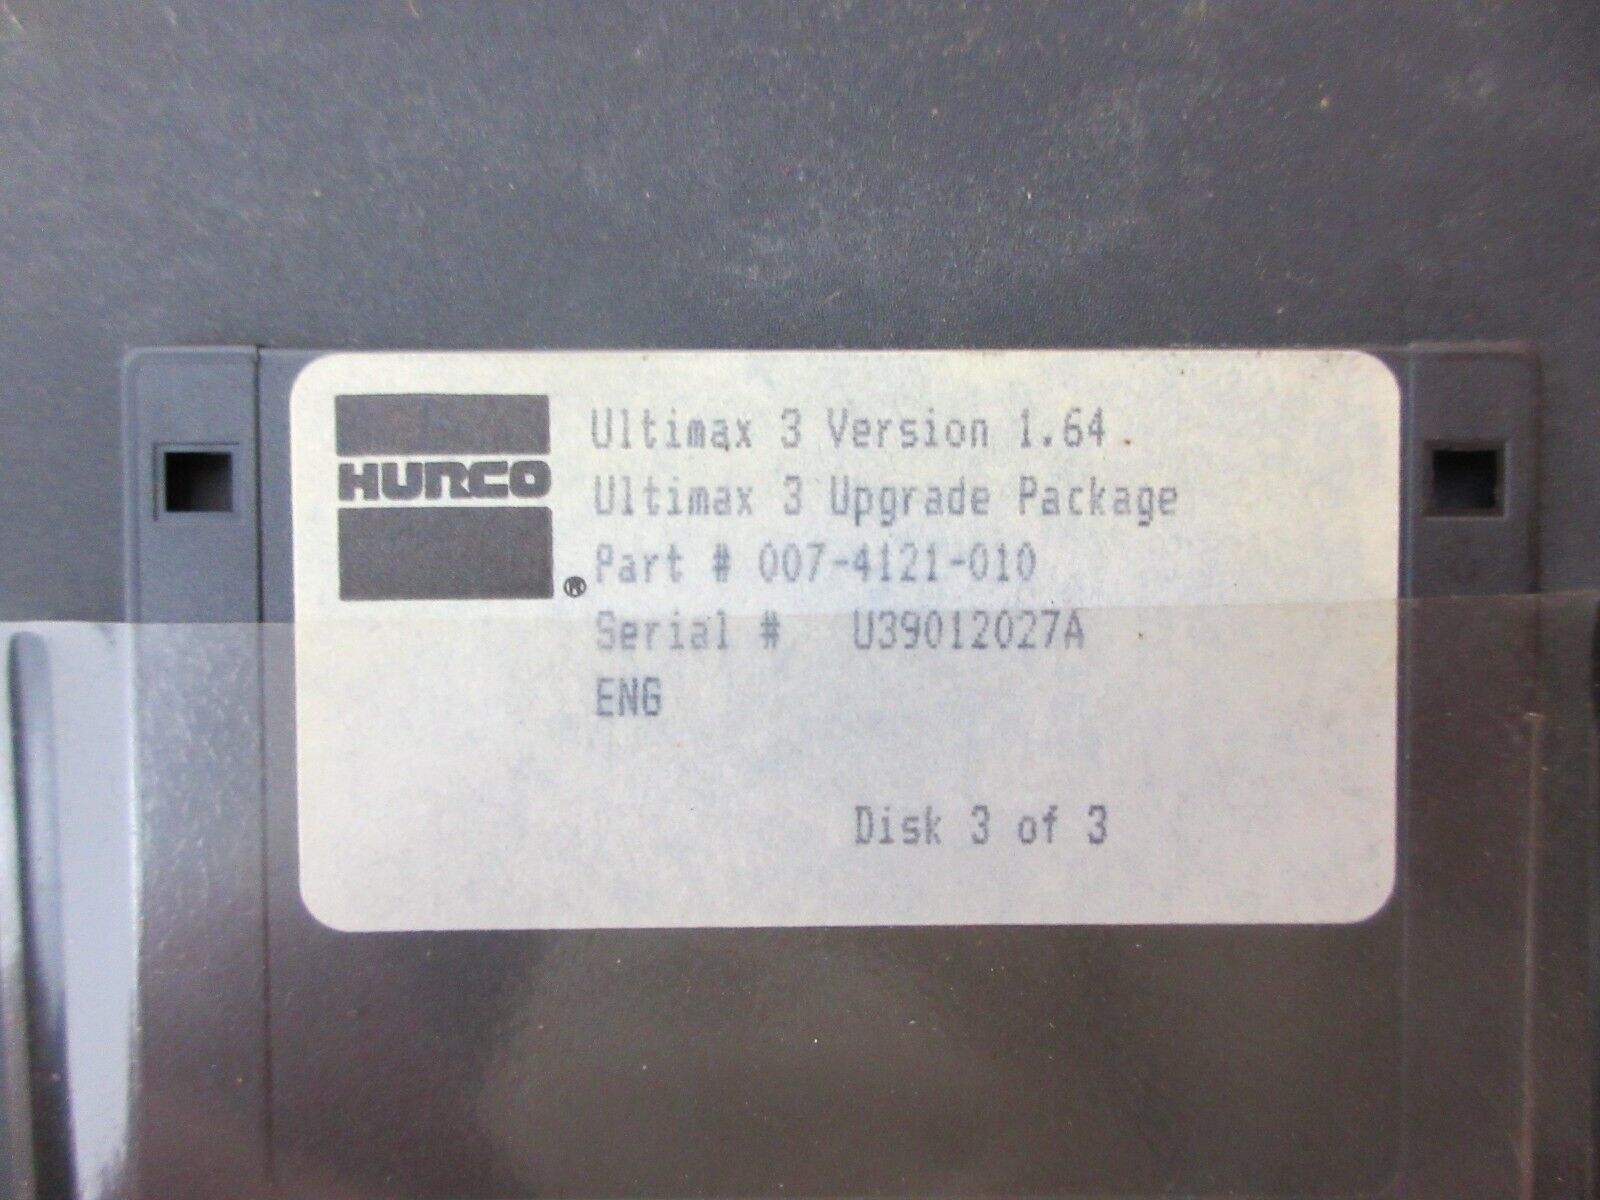 HURCO
®
Ultimax 3 Version 1.64
Ultimax 3 Upgrade Package
Part # 007-4121-010
Serial # U39012027A
ENG
Disk 3 of 3